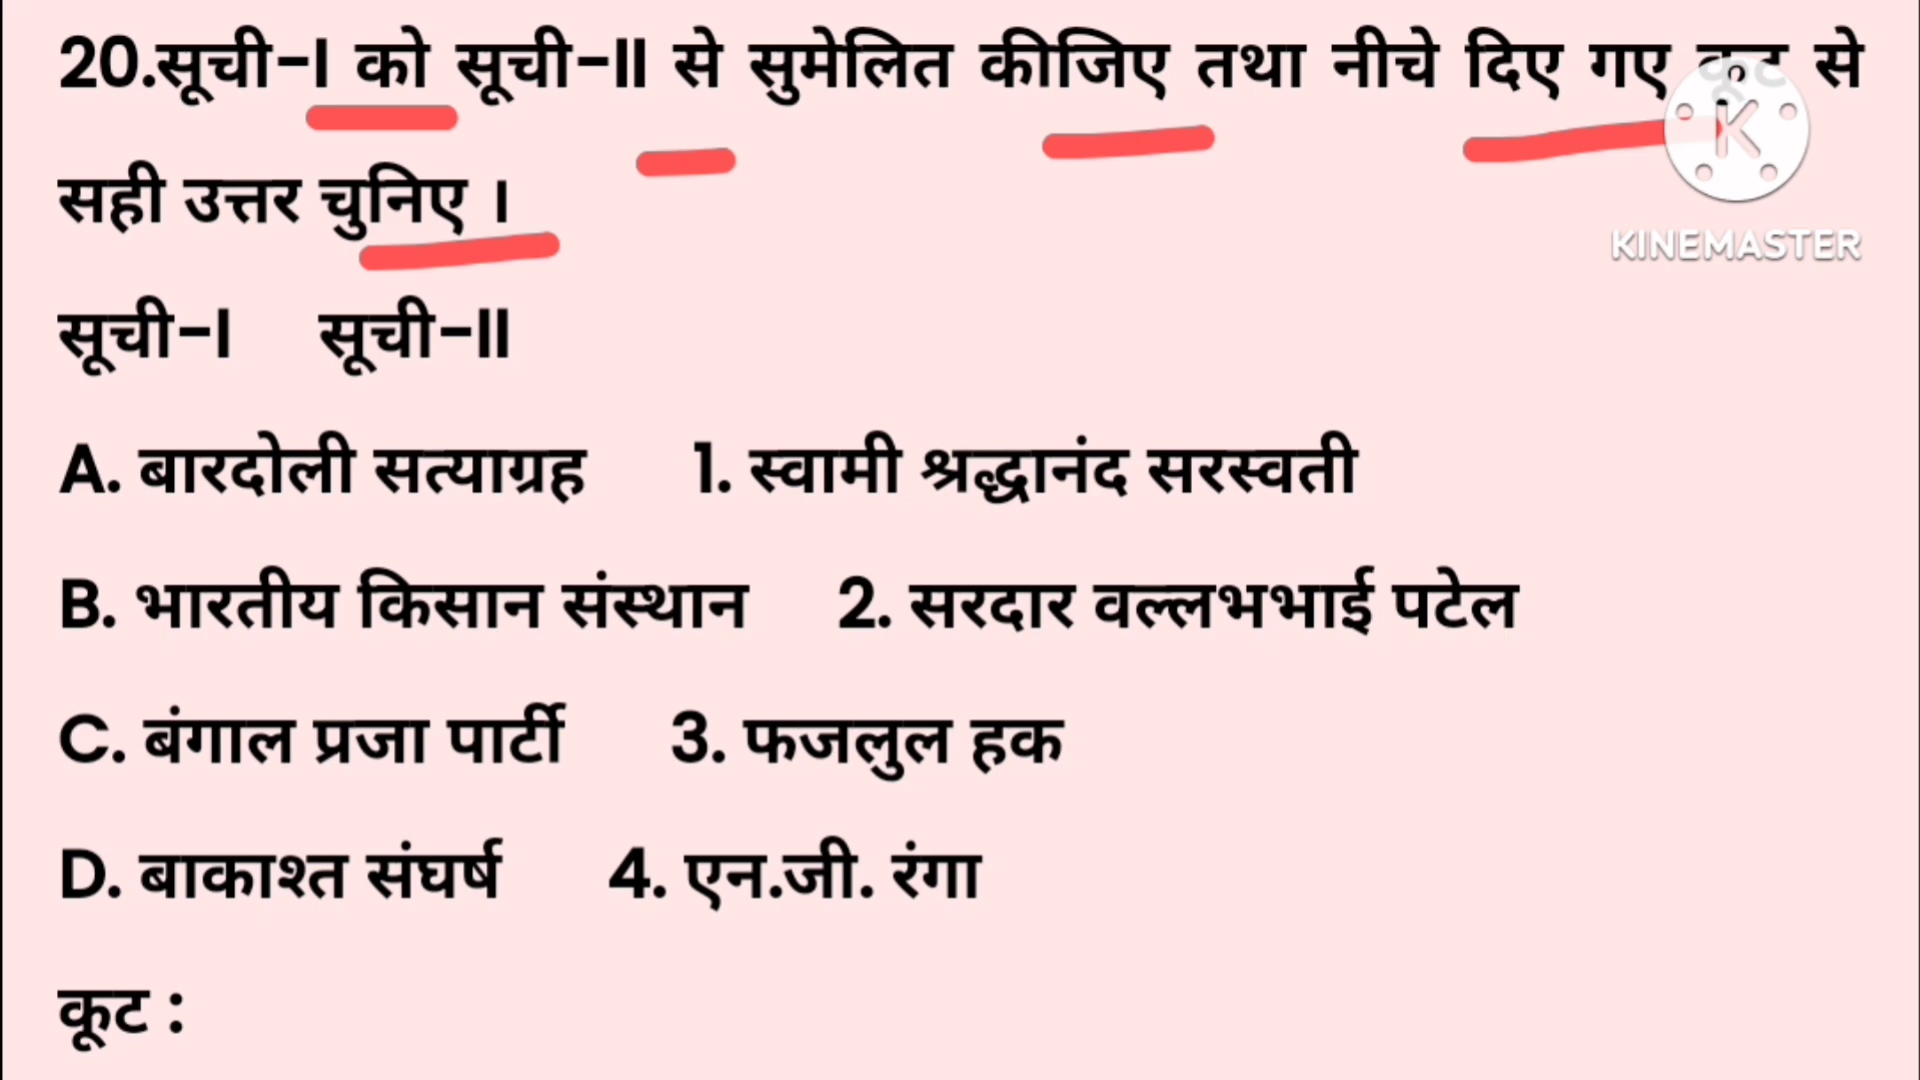 20.सूची-I को सूची-II से सुमेलित कीजिए तथा नीचे दिए गए कूट से
सही उत्तर चुनिए ।
सूची-I सूची-II
A. बारदोली सत्याग्रह 1. स्वामी श्रद्धानंद सरस्वती
B. भारतीय किसान संस्थान 2. सरदार वल्लभभाई पटेल
C. बंगाल प्रजा पार्टी 3. फजलुल हक
D. बाकाश्त संघर्ष 4. एन.जी. रंगा
कूट :
K
KINEMASTER